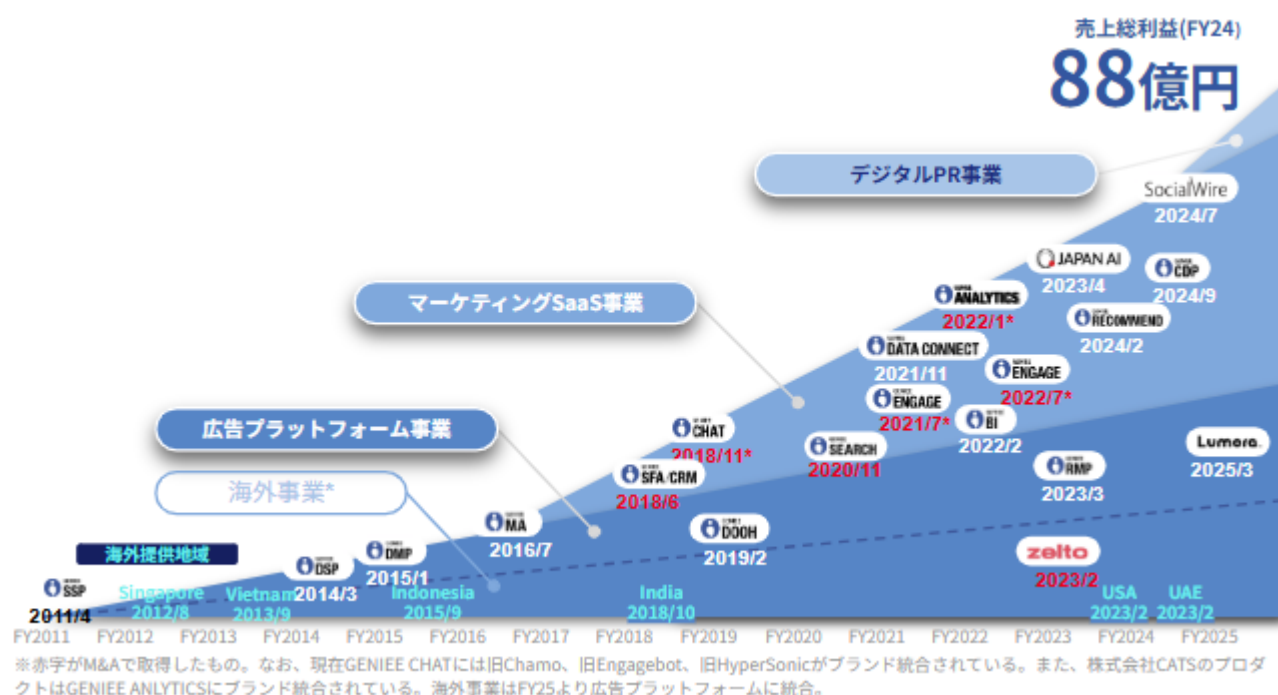 売上総利益(FY24)
88億円
デジタルPR事業
SocialWire
2024/7
JAPAN AI
2023/4
CDP
2024/9
マーケティングSaaS事業
ANALYTICS
2022/1*
RECOMMEND
2024/2
DATA CONNECT
2021/11
ENGAGE
2022/7*
ENGAGE
2021/7*
BI
2022/2
広告プラットフォーム事業
CHAT
2018/11*
SEARCH
2020/11
Lumera
2025/3
SFA/CRM
2018/6
RMP
2023/3
海外事業*
MA
2016/7
DOOH
2019/2
海外提供地域
DMP
2015/1
DSP
2014/3
zelto
2023/2
SSP
2011/4
Singapore
2012/8
Vietnam
2013/9
Indonesia
2015/9
India
2018/10
USA
2023/2
UAE
2023/2
FY2011 FY2012 FY2013 FY2014 FY2015 FY2016 FY2017 FY2018 FY2019 FY2020 FY2021 FY2022 FY2023 FY2024 FY2025
※赤字がM&Aで取得したもの。なお、現在GENIEE CHATには旧Chamo、旧Engagebot、旧HyperSonicがブランド統合されている。また、株式会社CATSのプロダ
クトはGENIEE ANLYTICSにブランド統合されている。海外事業はFY25より広告プラットフォームに統合。